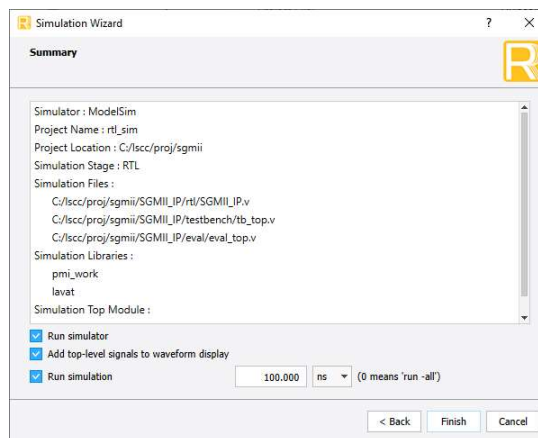 Simulation Wizard
?
Summary
R
Simulator : ModelSim
Project Name : rtl_sim
Project Location : C:/lscc/proj/sgmii
Simulation Stage : RTL
Simulation Files :
C:/lscc/proj/sgmii/SGMII_IP/rtl/SGMII_IP.v
C:/lscc/proj/sgmii/SGMII_IP/testbench/tb_top.v
C:/lscc/proj/sgmii/SGMII_IP/eval/eval_top.v
Simulation Libraries :
pmi_work
lavat
Simulation Top Module :
Run simulator
Add top-level signals to waveform display
Run simulation 100.000 ns (0 means 'run -all')
< Back Finish Cancel